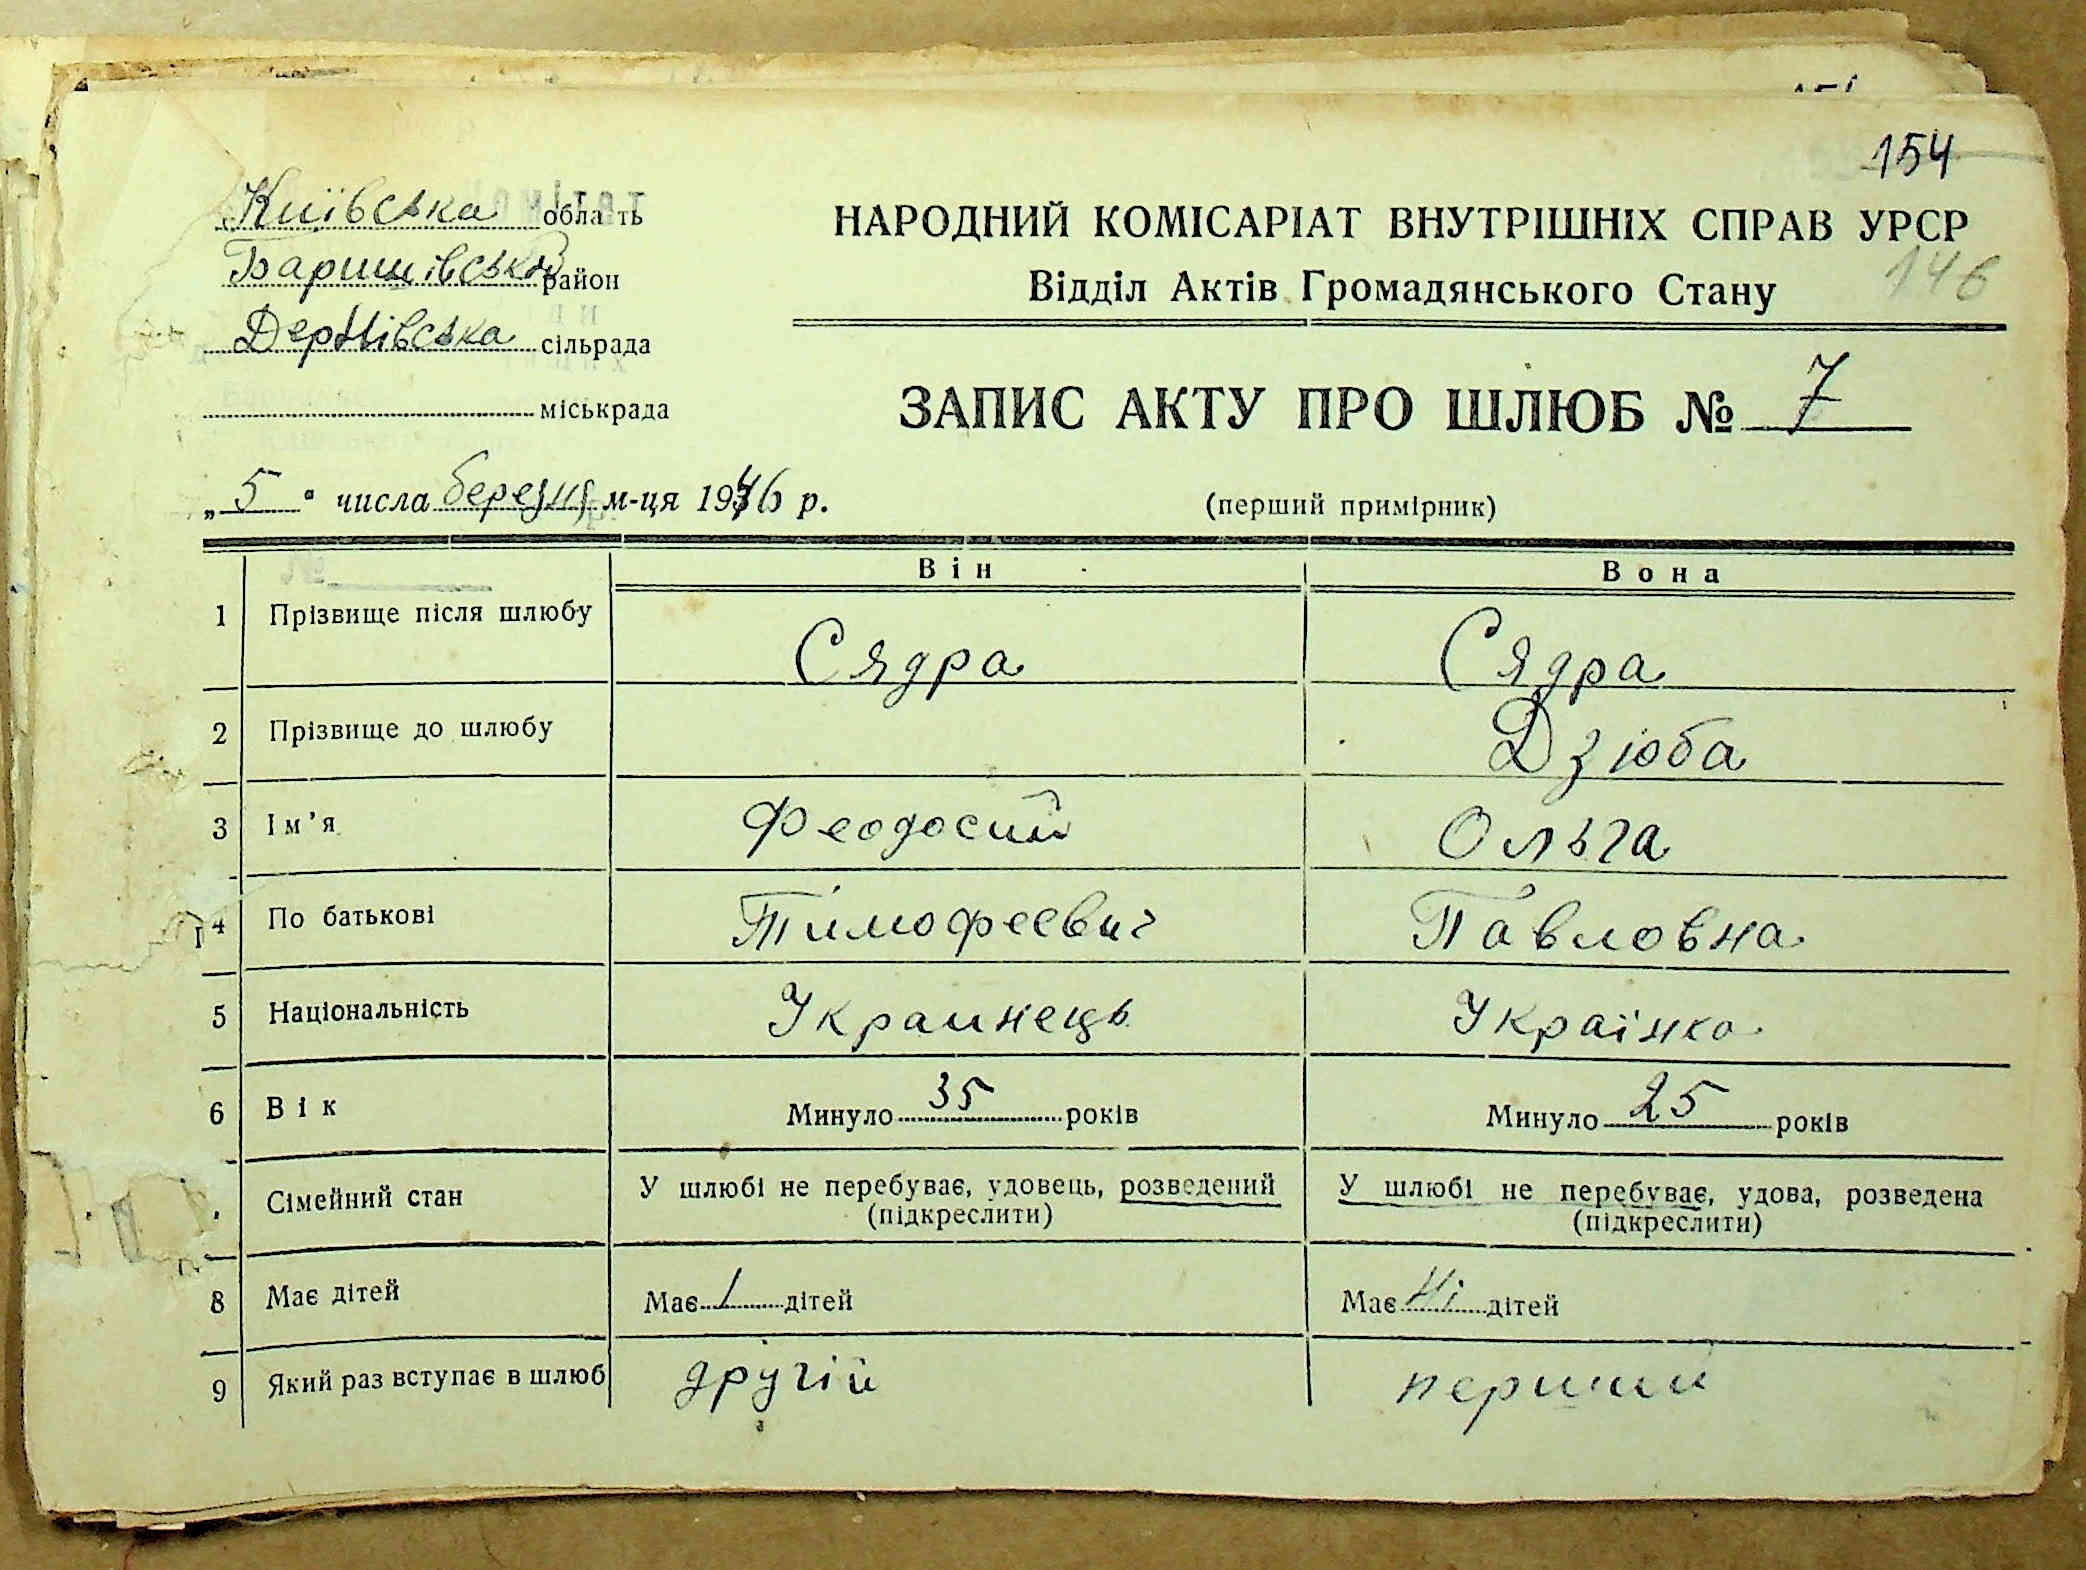 154
Київська область
НАРОДНИЙ КОМІСАРІАТ ВНУТРІШНІХ СПРАВ УРСР
Баришівський район
146
Відділ Актів Громадянського Стану
Дернівська сільрада
міськрада
ЗАПИС АКТУ ПРО ШЛЮБ № 7
„5" числа березня м-ця 1946 р.
(перший примірник)
Він Вона
1 Прізвище після шлюбу Сядра Сядра
2 Прізвище до шлюбу Дзюба
3 Ім'я Феодосий Ольга
4 По батькові Тимофеевич Павловна
5 Національність Украинець Українка
6 Вік Минуло 35 років Минуло 25 років
Сімейний стан У шлюбі не перебуває, удовець, розведений У шлюбі не перебуває, удова, розведена
(підкреслити) (підкреслити)
8 Має дітей Має 1 дітей Має Ні дітей
9 Який раз вступає в шлюб другій перший